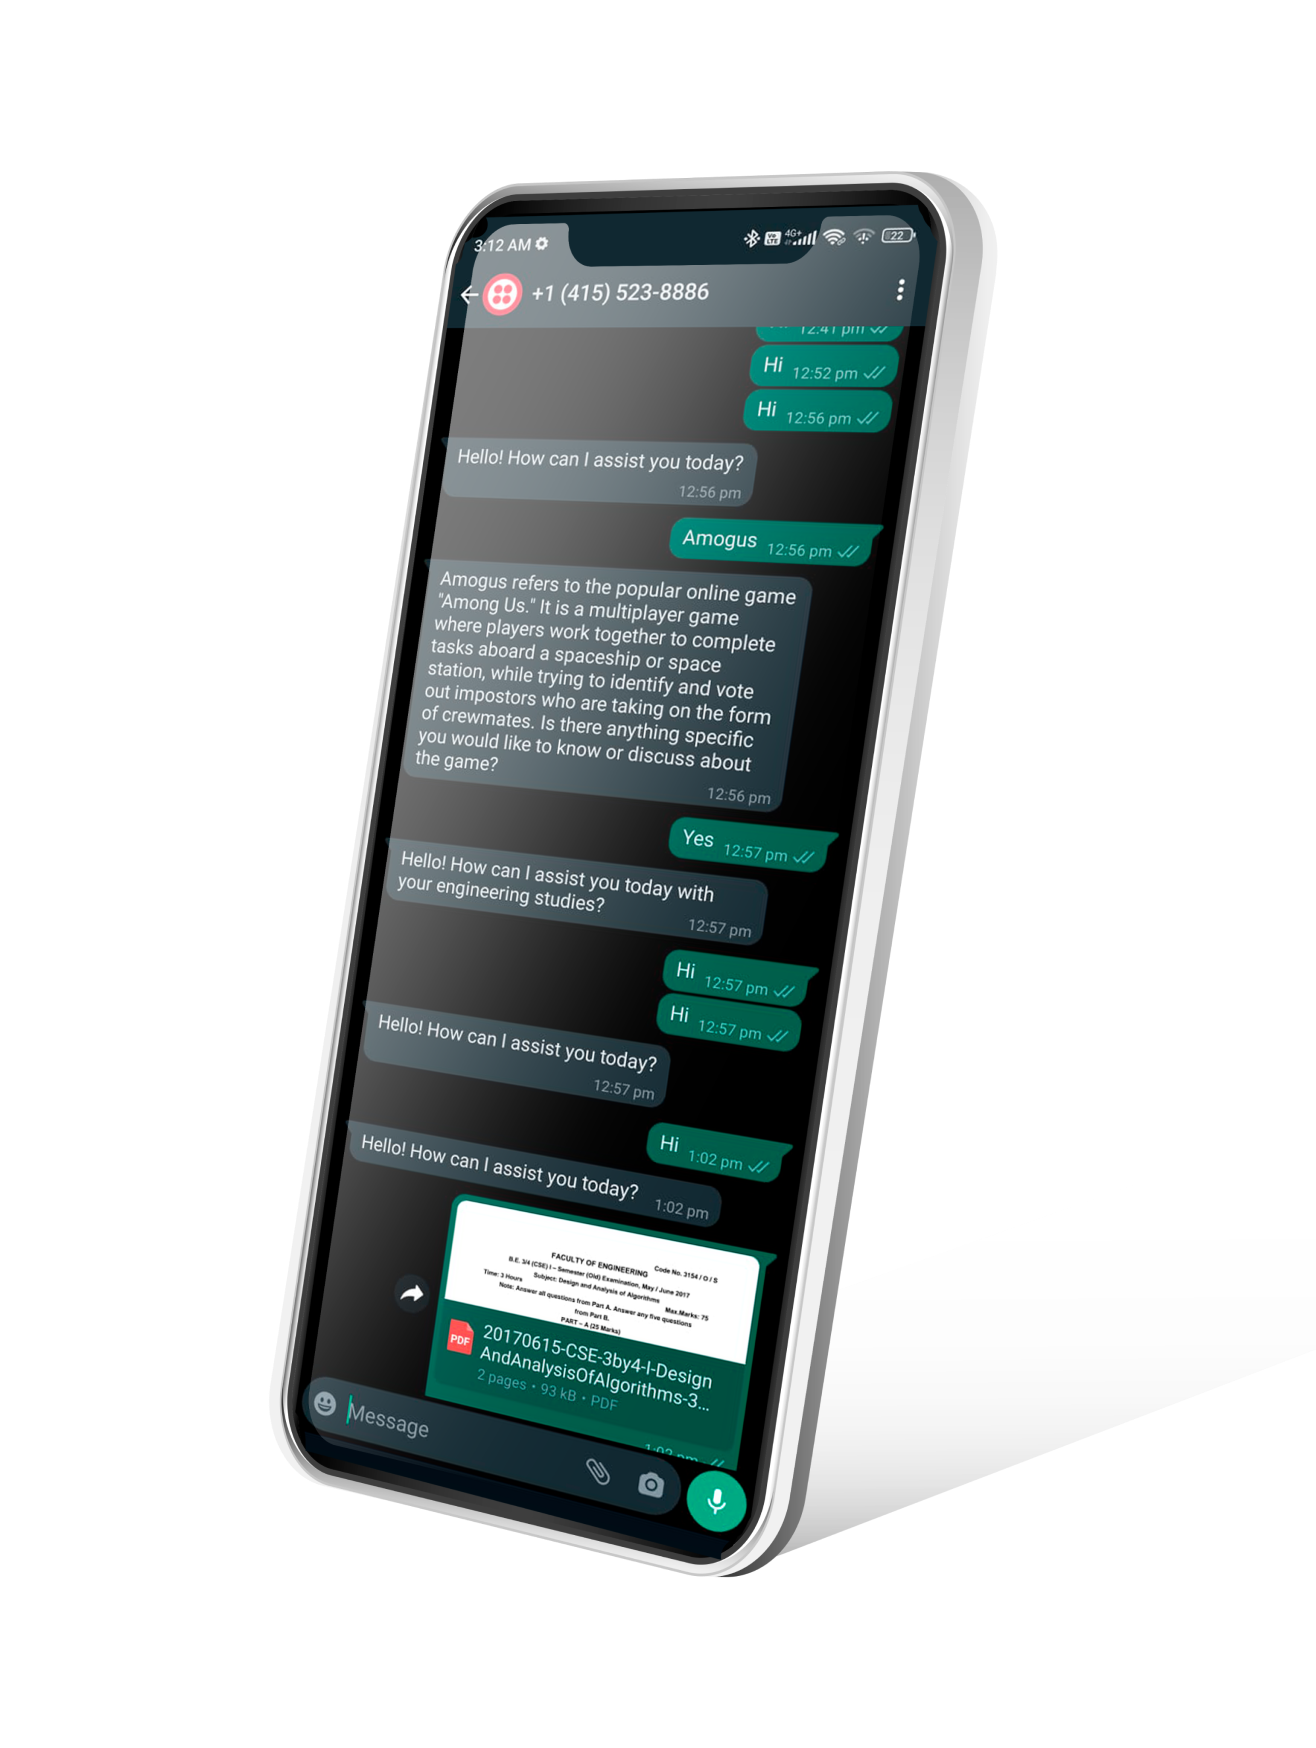 3:12 AM
Vo LTE
4G+
22
+1 (415) 523-8886
12:41 pm
Hi 12:52 pm
Hi 12:56 pm
Hello! How can I assist you today?
12:56 pm
Amogus 12:56 pm
Amogus refers to the popular online game
"Among Us." It is a multiplayer game
where players work together to complete
tasks aboard a spaceship or space
station, while trying to identify and vote
out impostors who are taking on the form
of crewmates. Is there anything specific
you would like to know or discuss about
the game?
12:56 pm
Yes 12:57 pm
Hello! How can I assist you today with
your engineering studies?
12:57 pm
Hi 12:57 pm
Hi 12:57 pm
Hello! How can I assist you today?
12:57 pm
Hi 1:02 pm
Hello! How can I assist you today? 1:02 pm
Code No. 3154 / O / S
FACULTY OF ENGINEERING
B.E. 3/4 (CSE) I – Semester (Old) Examination, May / June 2017
Subject: Design and Analysis of Algorithms
Time: 3 Hours Max.Marks: 75
Note: Answer all questions from Part A. Answer any five questions
from Part B.
PART – A (25 Marks)
PDF
20170615-CSE-3by4-I-Design
AndAnalysisOfAlgorithms-3...
2 pages • 93 kB • PDF
1:02 pm
Message